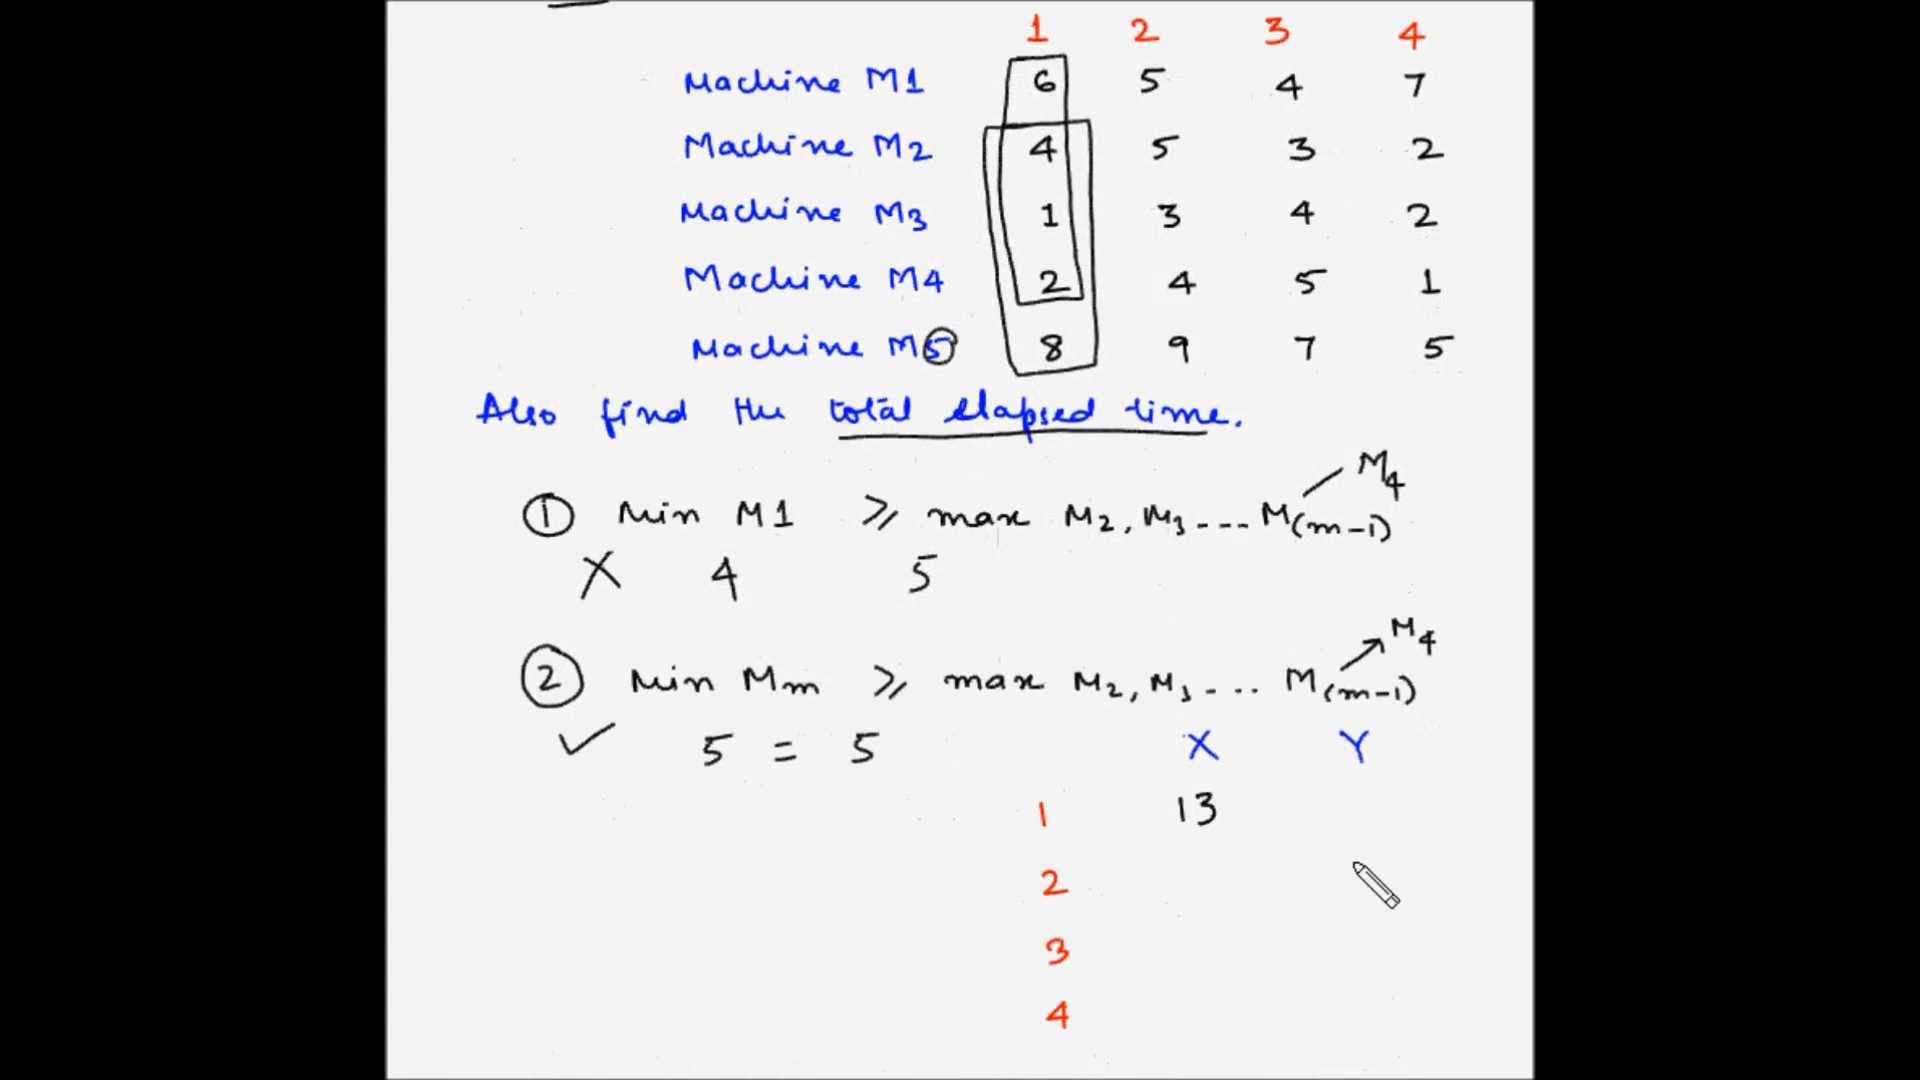 1 2 3 4
Machine M1 6 5 4 7
Machine M2 4 5 3 2
Machine M3 1 3 4 2
Machine M4 2 4 5 1
Machine M5 8 9 7 5
Also find the total elapsed time.
M4
① Min M1 ⩾ max M2, M3 --- M(m-1)
X 4 5
M4
② Min Mm ⩾ max M2, M3 --- M(m-1)
✓ 5 = 5
X Y
1 13
2
3
4